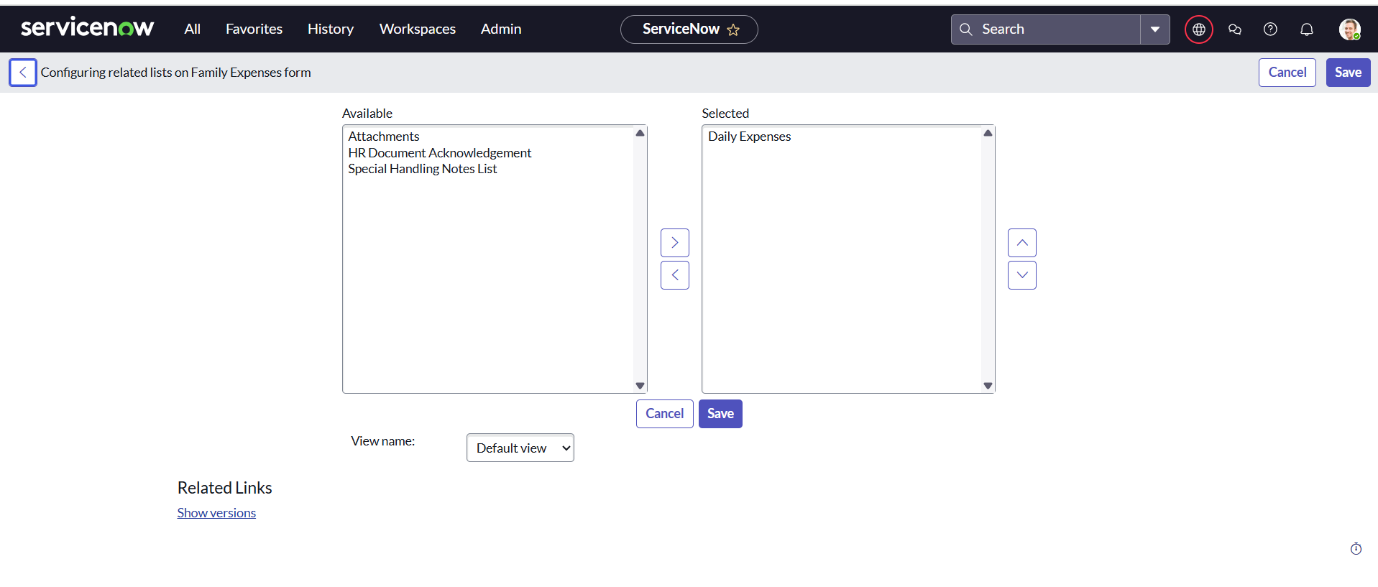 servicenow All Favorites History Workspaces Admin ServiceNow Search
Configuring related lists on Family Expenses form Cancel Save
Available Selected
Attachments Daily Expenses
HR Document Acknowledgement
Special Handling Notes List
Cancel Save
View name: Default view
Related Links
Show versions